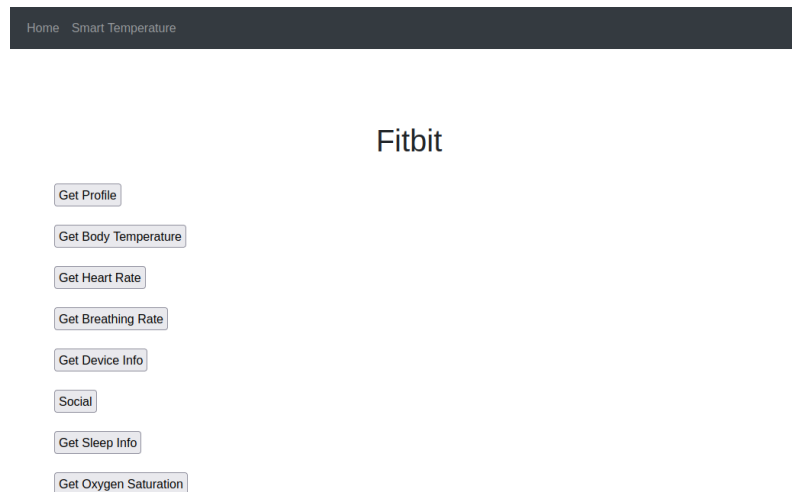 Home Smart Temperature
Fitbit
Get Profile
Get Body Temperature
Get Heart Rate
Get Breathing Rate
Get Device Info
Social
Get Sleep Info
Get Oxygen Saturation